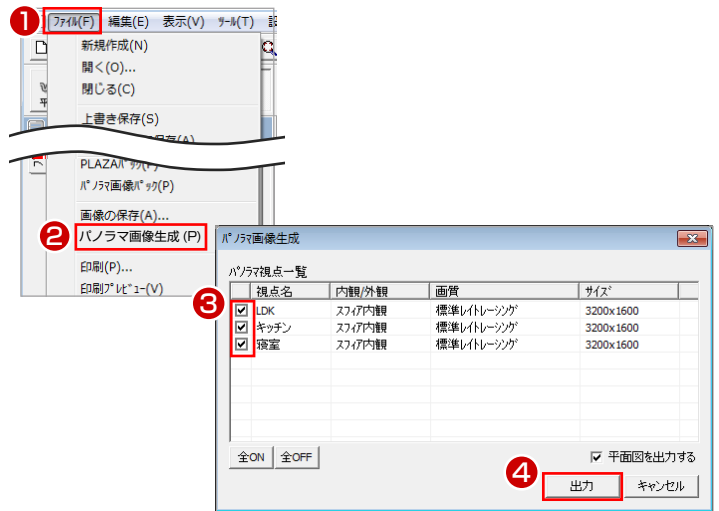 1 ファイル(F) 編集(E) 表示(V) ツール(T)
新規作成(N)
開く(O)...
閉じる(C)
上書き保存(S)
保存(A)
PLAZAパック(P)
パノラマ画像パック(P)
画像の保存(A)...
2 パノラマ画像生成 (P)
印刷(P)...
印刷プレビュー(V)
パノラマ画像生成
パノラマ視点一覧
視点名 内観/外観 画質 サイズ
3
LDK スフィア内観 標準レイトレーシング 3200x1600
キッチン スフィア内観 標準レイトレーシング 3200x1600
寝室 スフィア内観 標準レイトレーシング 3200x1600
全ON 全OFF 平面図を出力する
4
出力 キャンセル